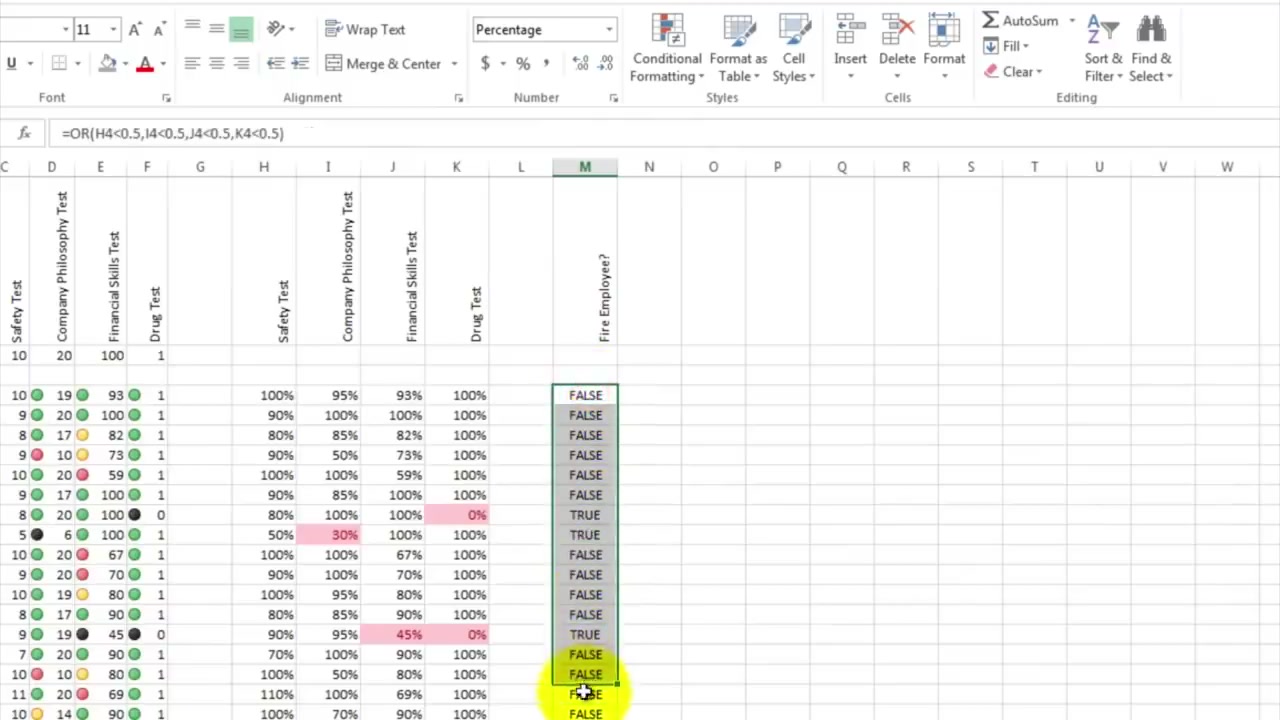 11 Wrap Text Percentage AutoSum
Conditional Format as Cell Insert Delete Format Fill Sort & Find &
U A Merge & Center $ % , Formatting Table Styles Clear Filter Select
Font Alignment Number Styles Cells Editing
fx =OR(H4<0.5,I4<0.5,J4<0.5,K4<0.5)
C D E F G H I J K L M N O P Q R S T U V W
Safety Test Company Philosophy Test Financial Skills Test Drug Test Safety Test Company Philosophy Test Financial Skills Test Drug Test Fire Employee?
10 20 100 1
10 19 93 1 100% 95% 93% 100% FALSE
9 20 100 1 90% 100% 100% 100% FALSE
8 17 82 1 80% 85% 82% 100% FALSE
9 10 73 1 90% 50% 73% 100% FALSE
10 20 59 1 100% 100% 59% 100% FALSE
9 17 100 1 90% 85% 100% 100% FALSE
8 20 100 0 80% 100% 100% 0% TRUE
5 6 100 1 50% 30% 100% 100% TRUE
10 20 67 1 100% 100% 67% 100% FALSE
9 20 70 1 90% 100% 70% 100% FALSE
10 19 80 1 100% 95% 80% 100% FALSE
8 17 90 1 80% 85% 90% 100% FALSE
9 19 45 0 90% 95% 45% 0% TRUE
7 20 90 1 70% 100% 90% 100% FALSE
10 10 80 1 100% 50% 80% 100% FALSE
11 20 69 1 110% 100% 69% 100% FALSE
10 14 90 1 100% 70% 90% 100% FALSE